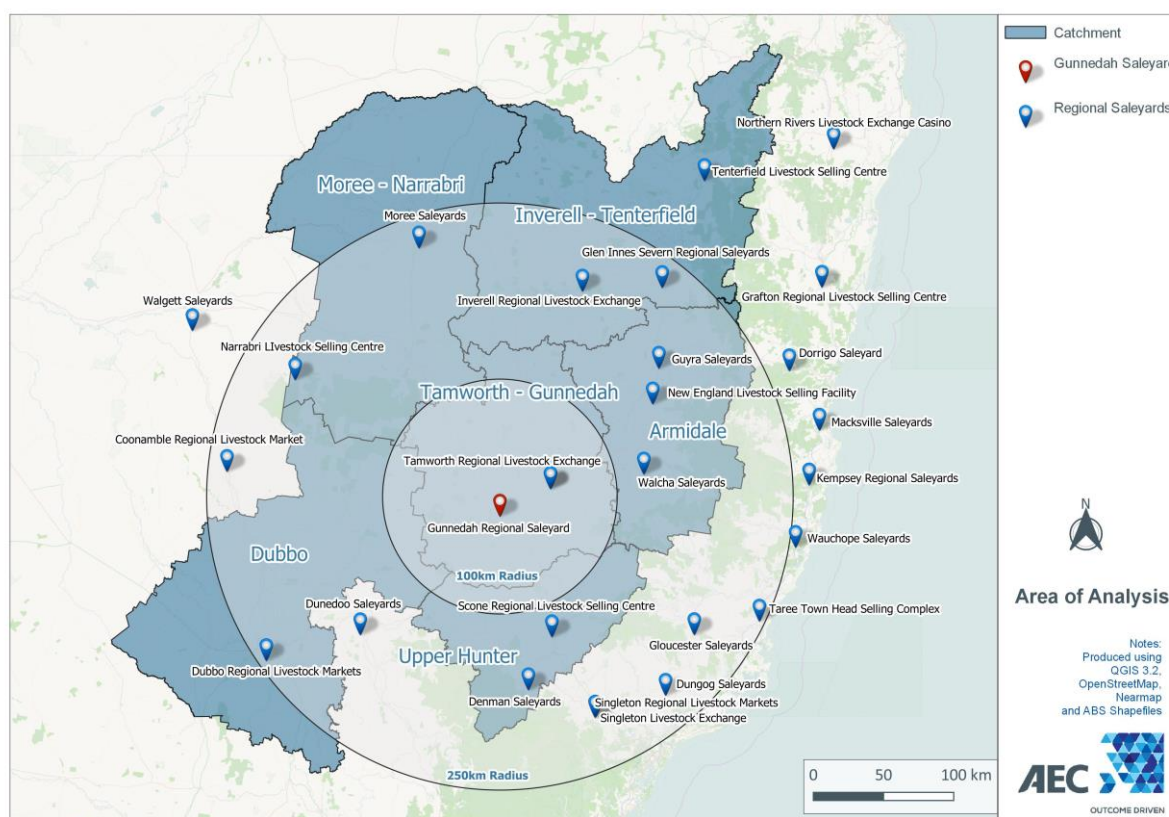 Catchment
Gunnedah Saleyard
Regional Saleyards
Northern Rivers Livestock Exchange Casino
Tenterfield Livestock Selling Centre
Moree - Narrabri
Moree Saleyards
Inverell - Tenterfield
Glen Innes Severn Regional Saleyards
Inverell Regional Livestock Exchange
Grafton Regional Livestock Selling Centre
Walgett Saleyards
Narrabri LIvestock Selling Centre
Guyra Saleyards
Dorrigo Saleyard
Tamworth - Gunnedah
New England Livestock Selling Facility
Macksville Saleyards
Armidale
Coonamble Regional Livestock Market
Tamworth Regional Livestock Exchange
Walcha Saleyards
Kempsey Regional Saleyards
Gunnedah Regional Saleyard
Wauchope Saleyards
Dubbo
100km Radius
Dunedoo Saleyards
Scone Regional Livestock Selling Centre
Taree Town Head Selling Complex
Gloucester Saleyards
Upper Hunter
Dubbo Regional Livestock Markets
Denman Saleyards
Dungog Saleyards
Singleton Regional Livestock Markets
Singleton Livestock Exchange
250km Radius
0 50 100 km
N
Area of Analysis
Notes:
Produced using
QGIS 3.2,
OpenStreetMap,
Nearmap
and ABS Shapefiles
AEC
OUTCOME DRIVEN